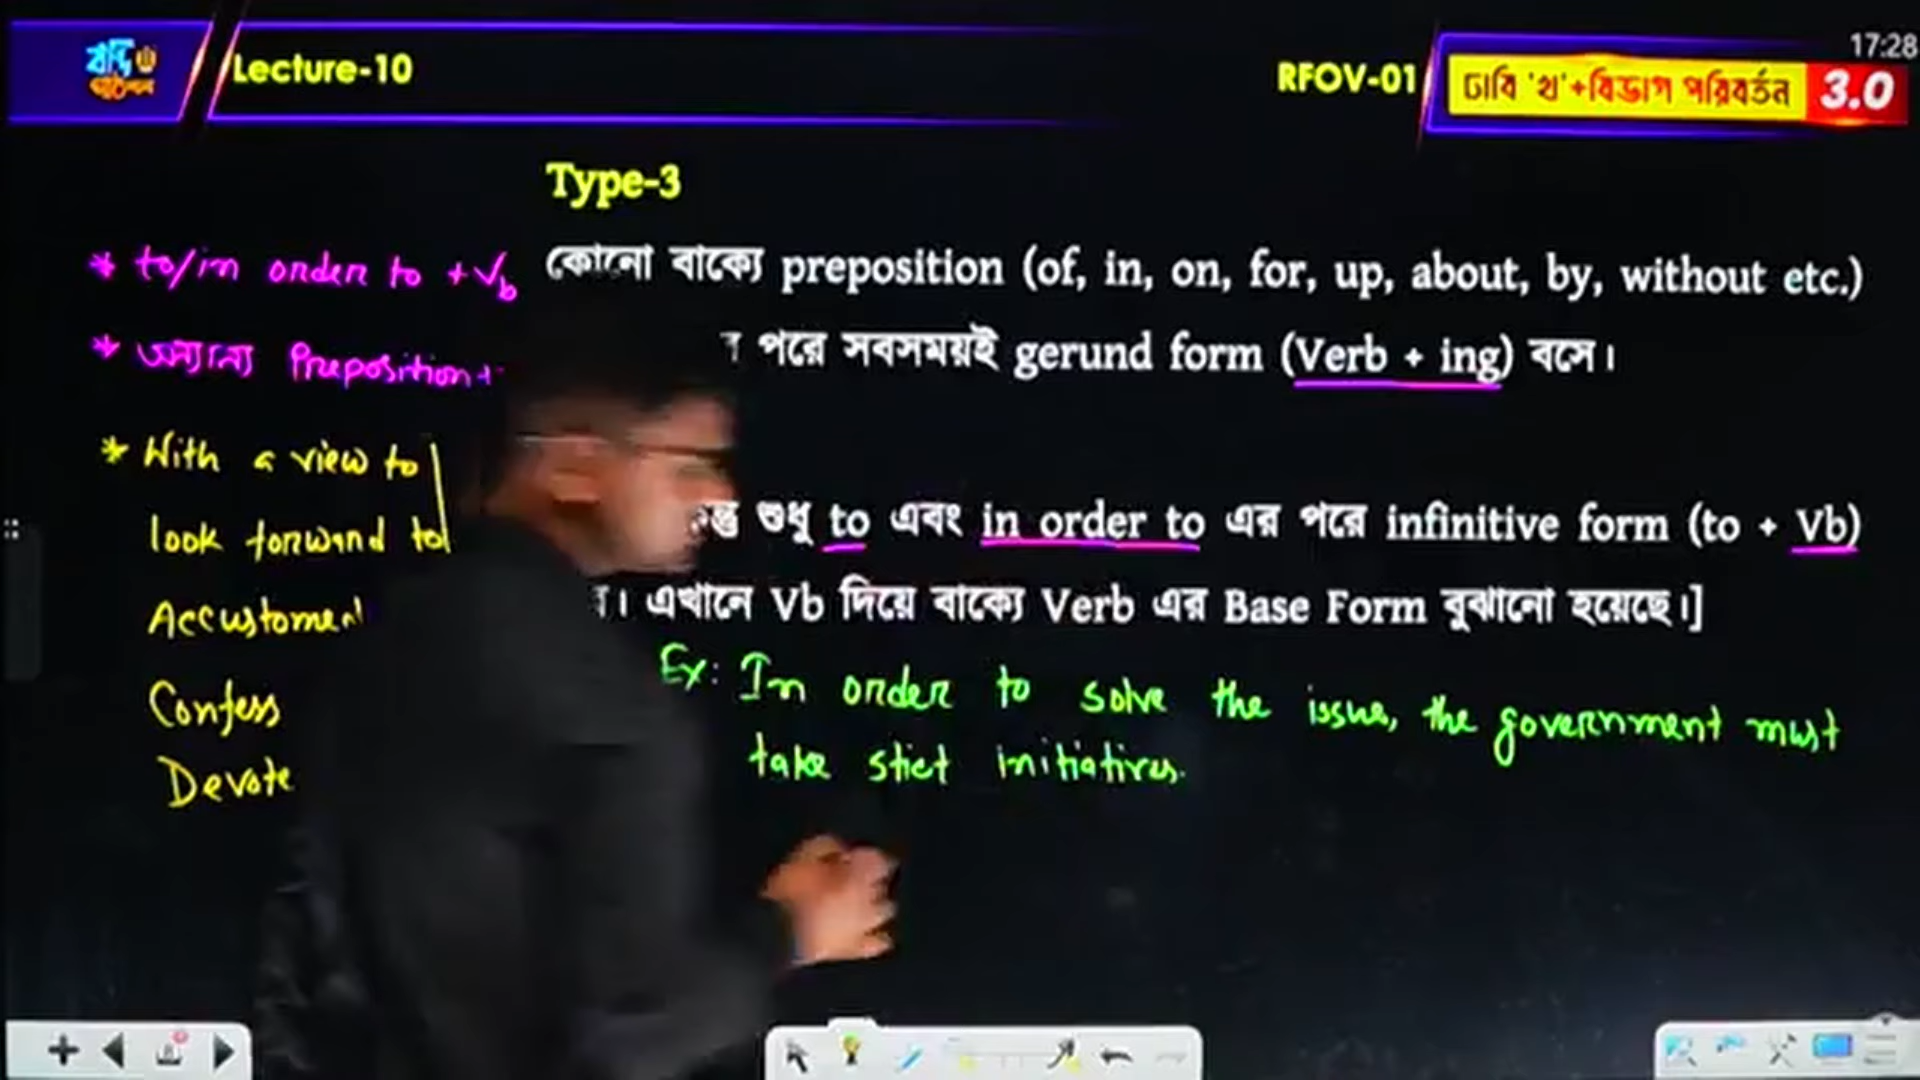 বন্দি পাঠশালা
Lecture-10
RFOV-01
ঢাবি 'খ'+বিভাগ পরিবর্তন 3.0
17:28
Type-3
কোনো বাক্যে preposition (of, in, on, for, up, about, by, without etc.)
পরে সবসময়ই gerund form (Verb + ing) বসে।
শুধু to এবং in order to এর পরে infinitive form (to + Vb)
। এখানে Vb দিয়ে বাক্যে Verb এর Base Form বুঝানো হয়েছে।]
Ex: In order to solve the issue, the government must
take stict initiatives.
* to/in order to + Vb
* অন্যান্য Preposition+
* With a view to
look forward to
Accustomed
Confess
Devote